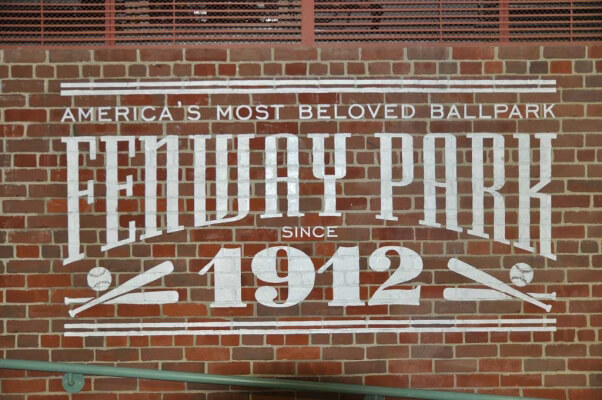 AMERICA'S MOST BELOVED BALLPARK
FENWAY PARK
SINCE
1912